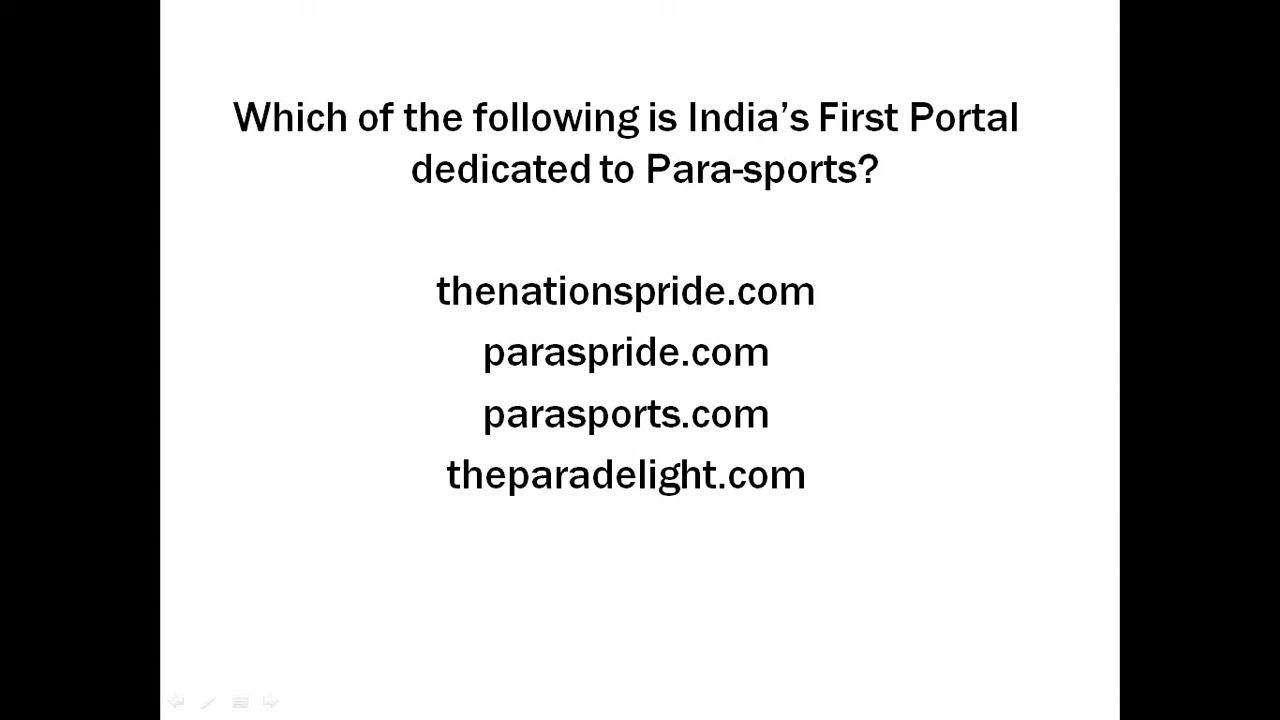 Which of the following is India’s First Portal
dedicated to Para-sports?
thenationspride.com
paraspride.com
parasports.com
theparadelight.com